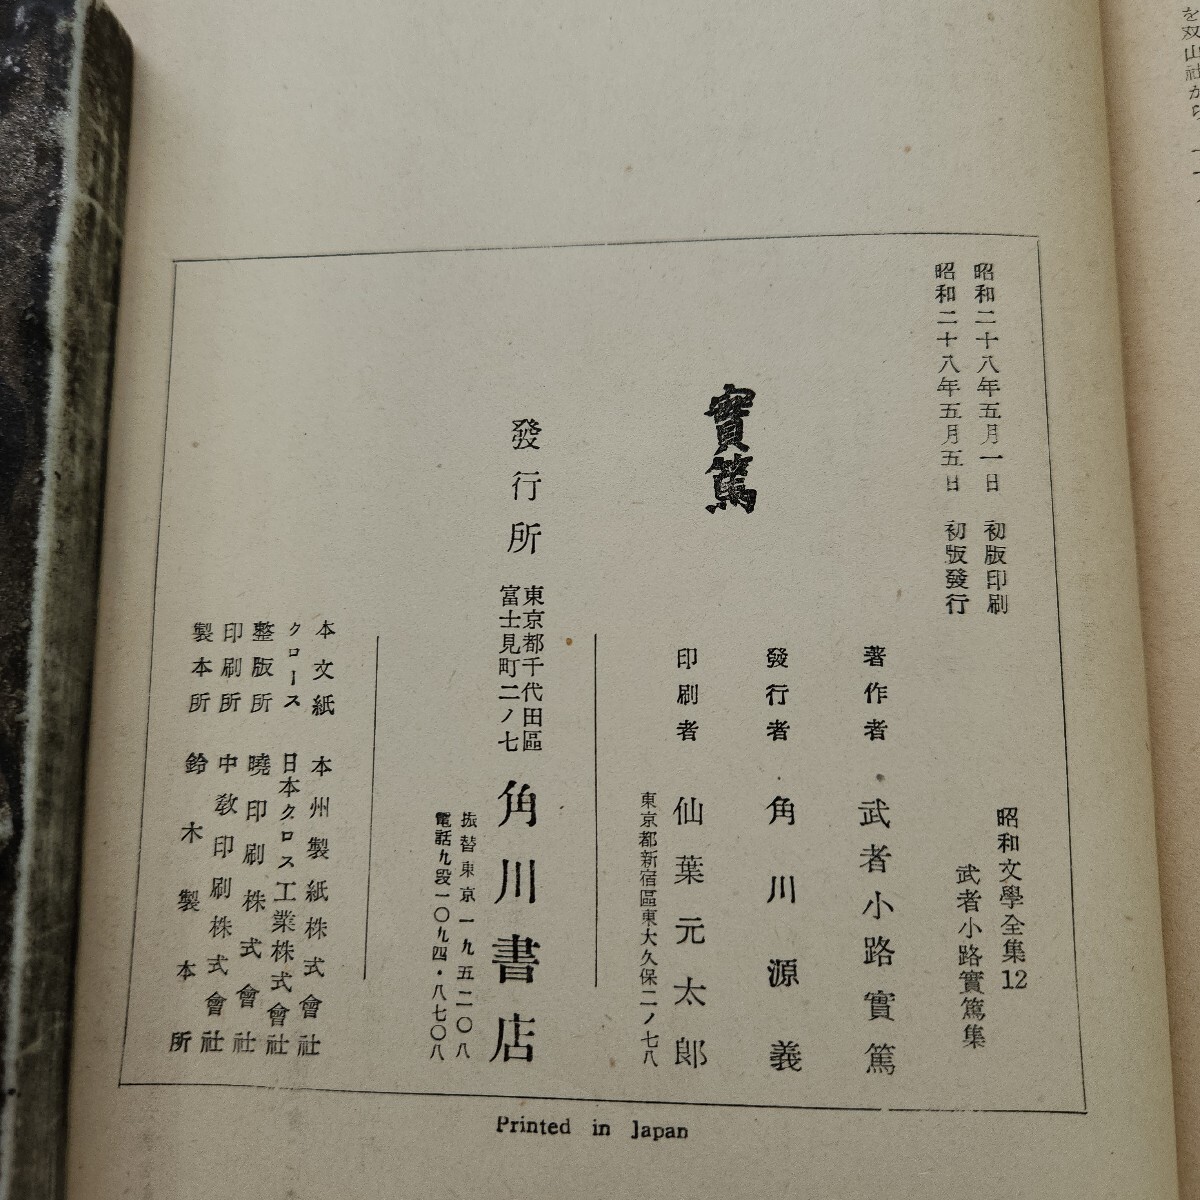 を双山社から
昭和二十八年五月一日　初版印刷
昭和二十八年五月五日　初版發行
昭和文學全集12
武者小路實篤集
著作者　武者小路實篤
發行者　角川源義
印刷者　仙葉元太郎
東京都新宿區東大久保二ノ七八
實篤
發行所
東京都千代田區
富士見町二ノ七
角川書店
振替東京一九五二〇八
電話九段一〇九四・八七〇八
本文紙　本州製紙株式會社
クロース　日本クロス工業株式會社
整版所　曉印刷株式會社
印刷所　中敎印刷株式會社
製本所　鈴木製本所
Printed in Japan